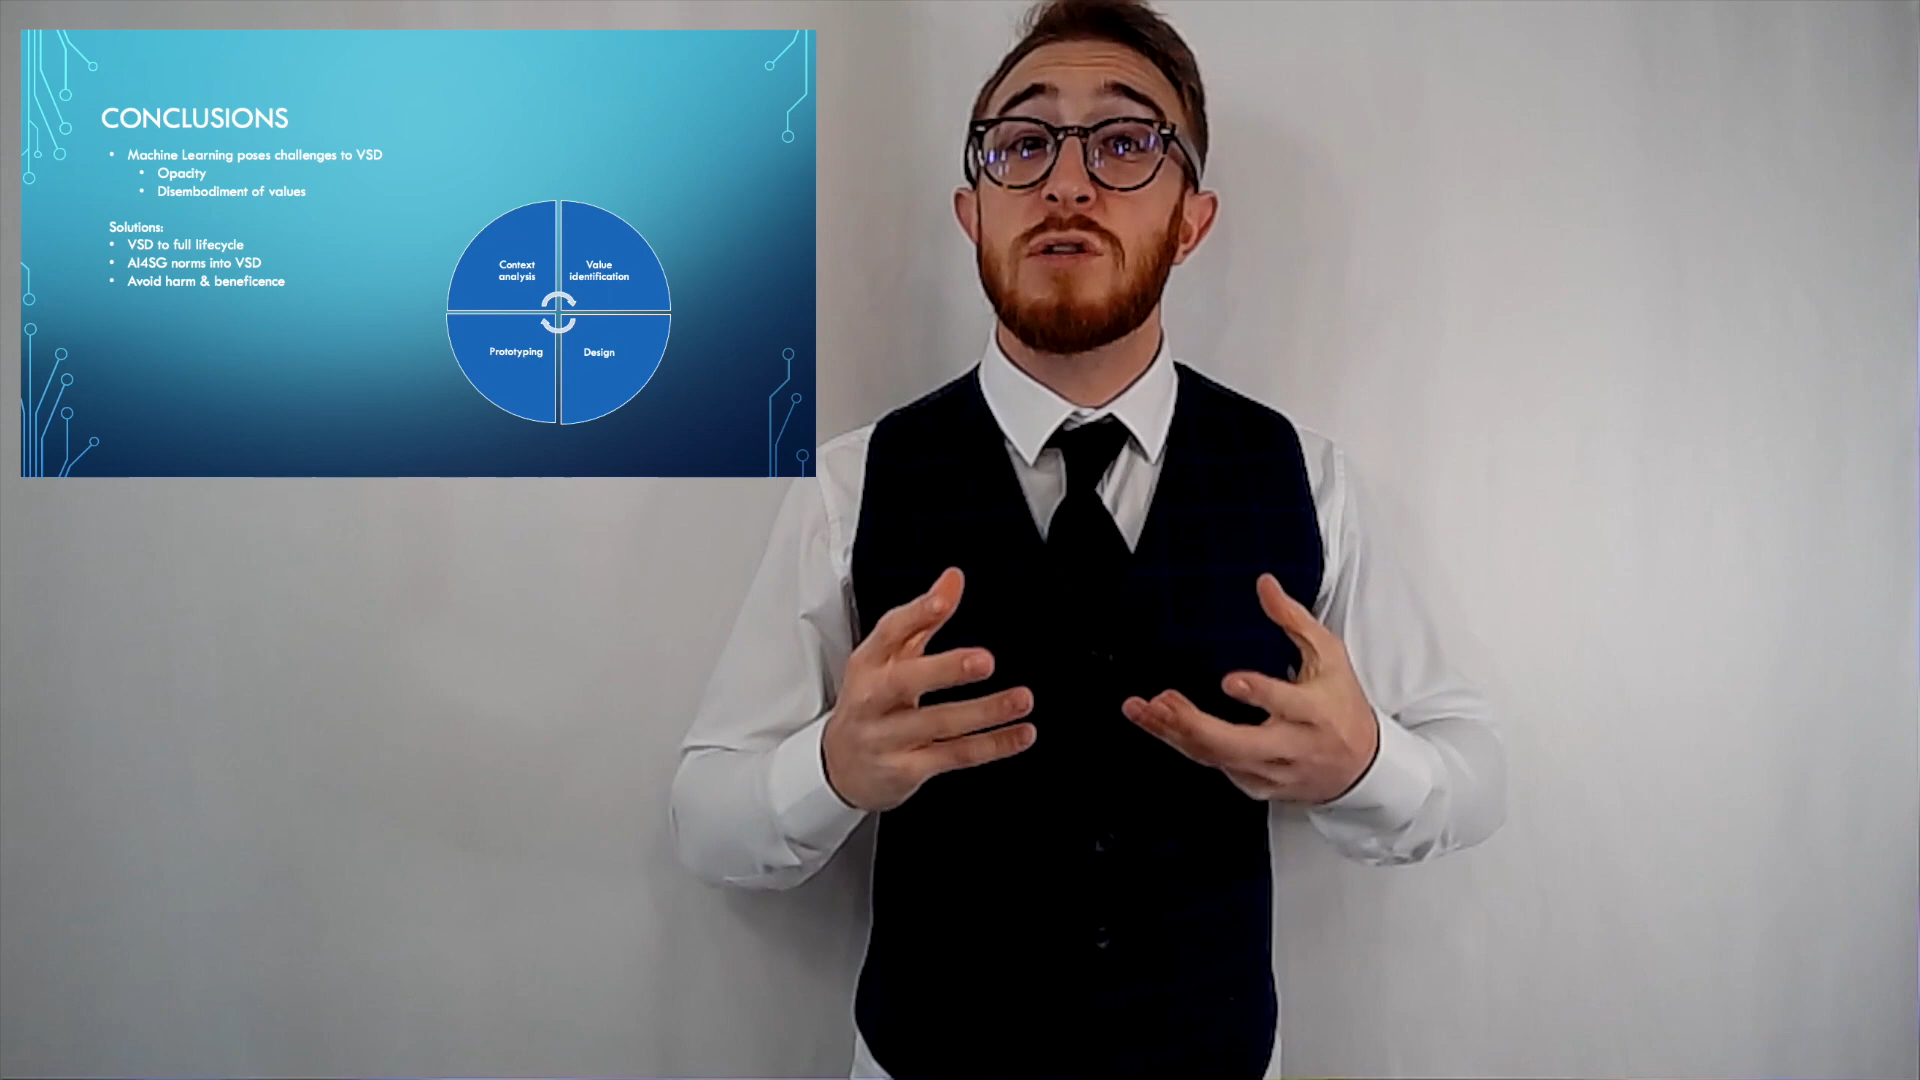 CONCLUSIONS
• Machine Learning poses challenges to VSD
• Opacity
• Disembodiment of values
Solutions:
• VSD to full lifecycle
• AI4SG norms into VSD
• Avoid harm & beneficence
Context
analysis
Value
identification
Prototyping
Design